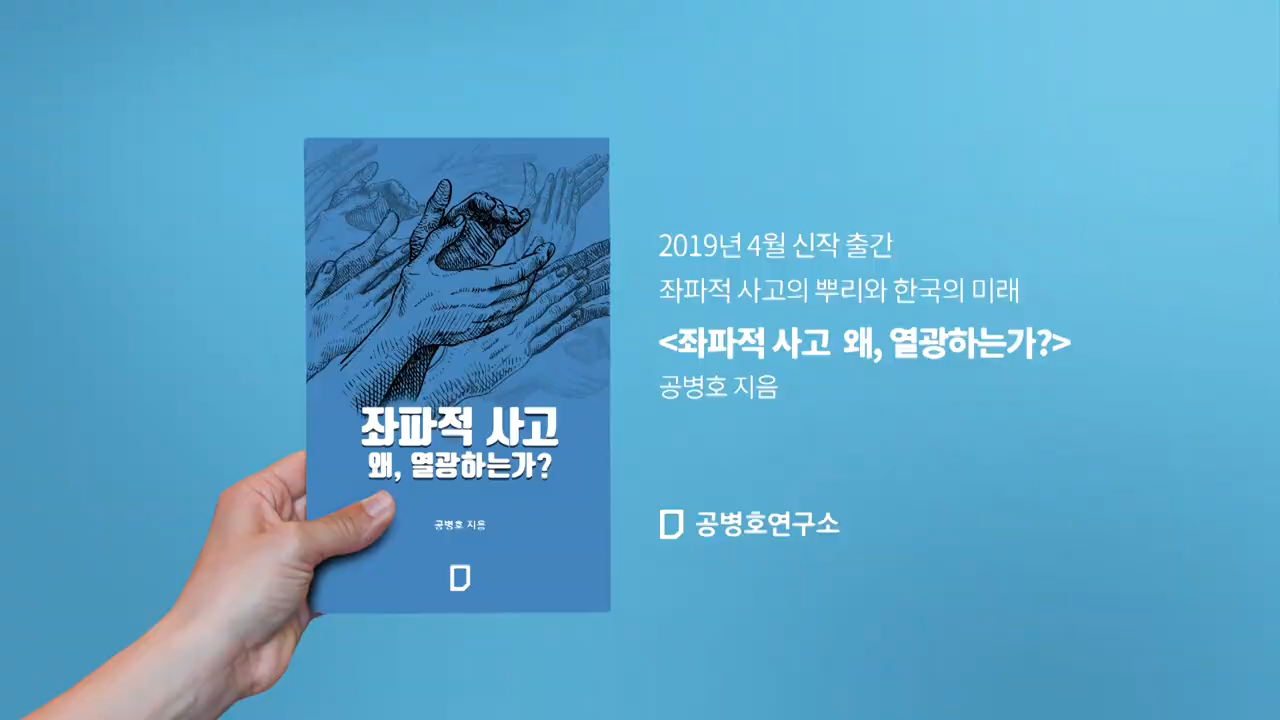 좌파적 사고
왜, 열광하는가?
공병호 지음
2019년 4월 신작 출간
좌파적 사고의 뿌리와 한국의 미래
<좌파적 사고 왜, 열광하는가?>
공병호 지음
공병호연구소